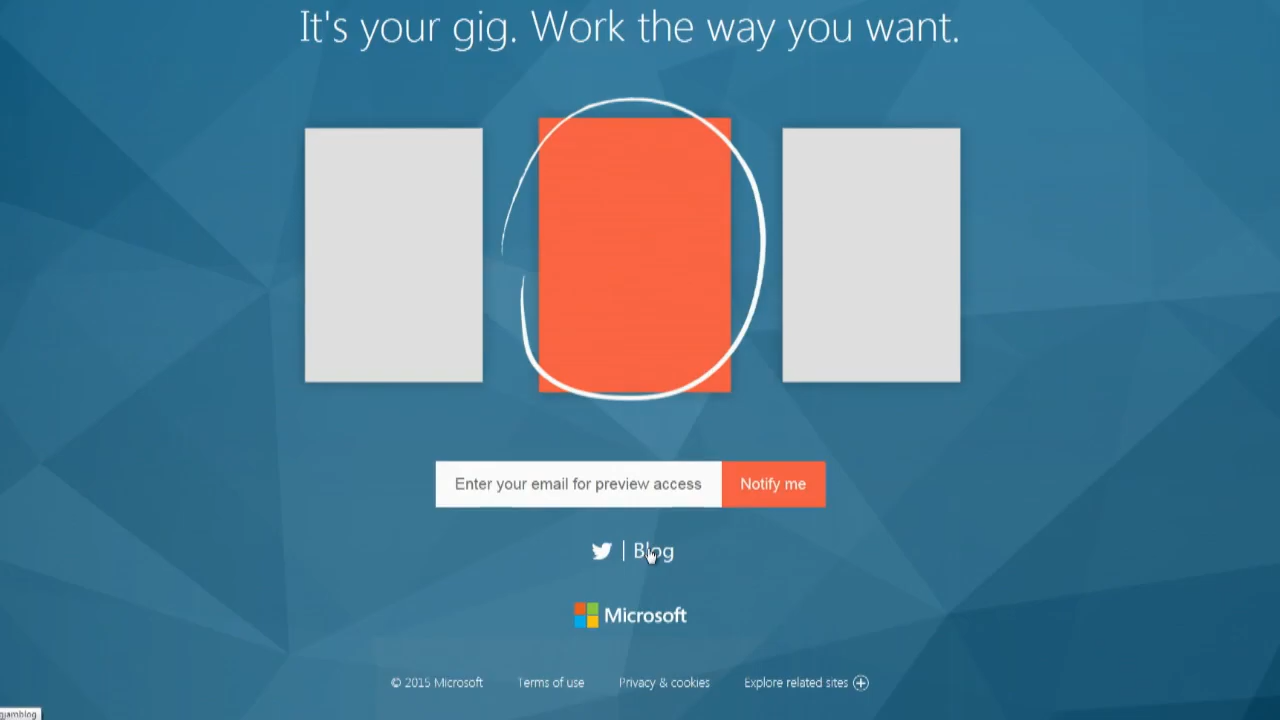 It's your gig. Work the way you want.
Enter your email for preview access
Notify me
| Blog
Microsoft
© 2015 Microsoft Terms of use Privacy & cookies Explore related sites